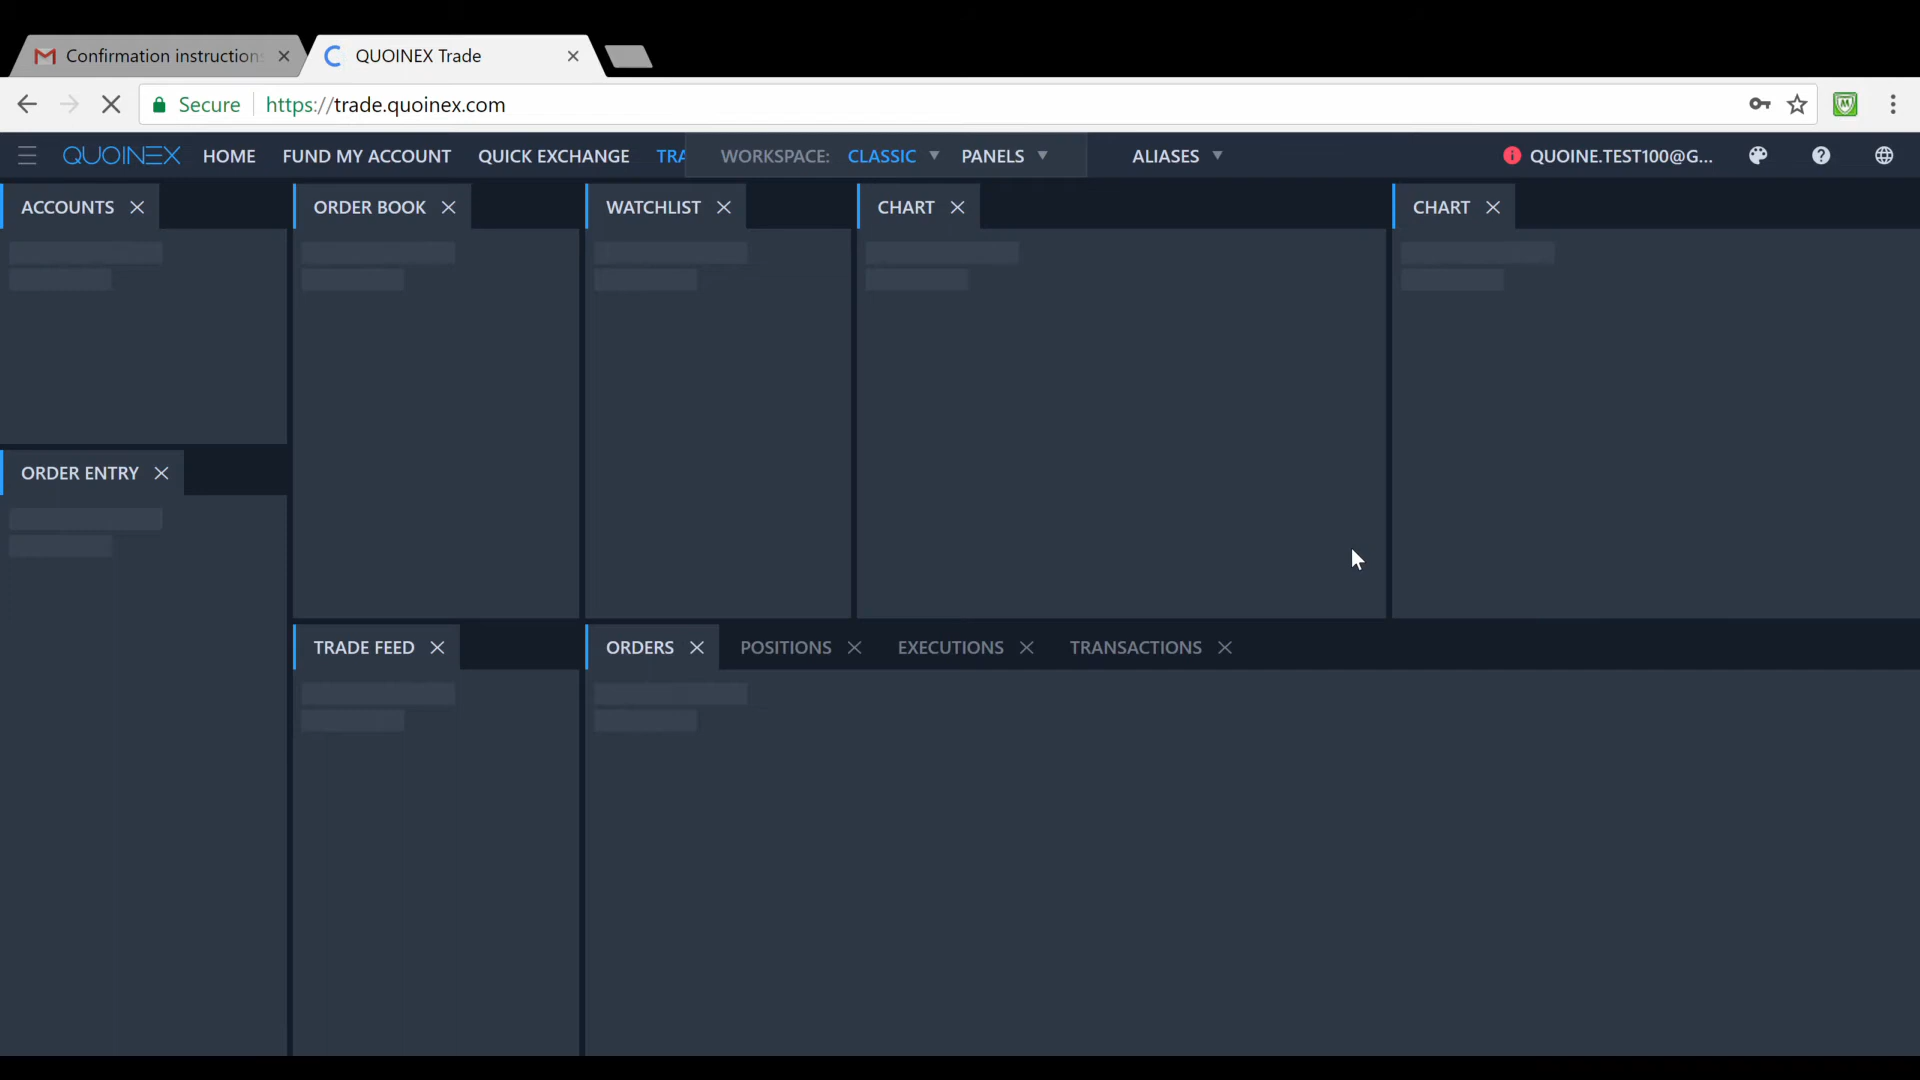 Confirmation instruction
QUOINEX Trade
Secure
https://trade.quoinex.com
QUOINEX HOME FUND MY ACCOUNT QUICK EXCHANGE TRA WORKSPACE: CLASSIC PANELS ALIASES QUOINE.TEST100@G...
ACCOUNTS ORDER BOOK WATCHLIST CHART CHART
ORDER ENTRY
TRADE FEED ORDERS POSITIONS EXECUTIONS TRANSACTIONS